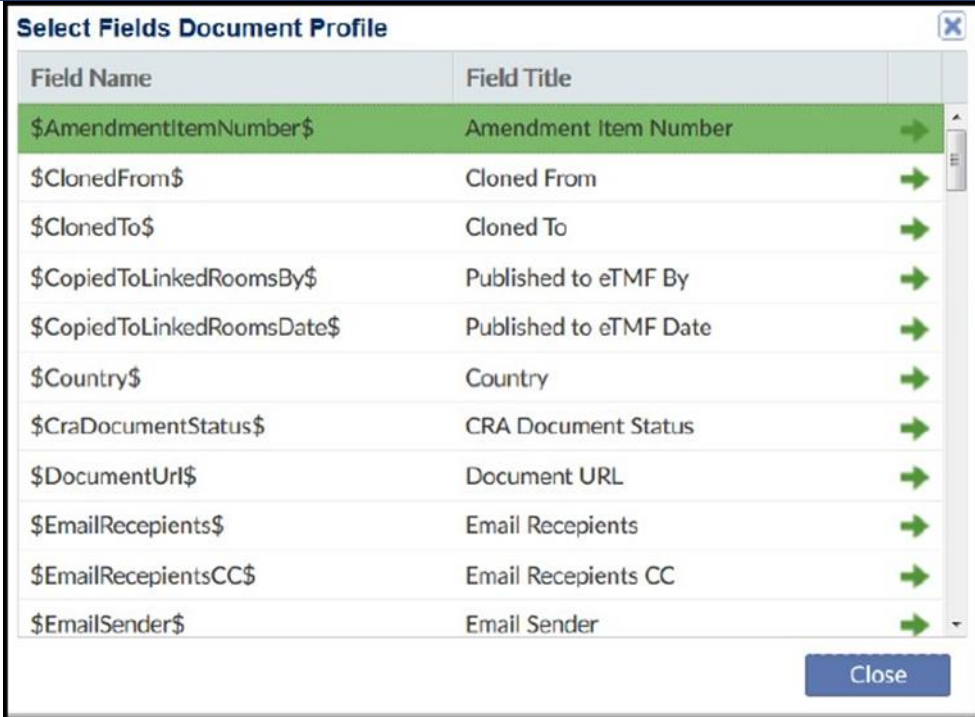 Select Fields Document Profile
Field Name Field Title
$AmendmentItemNumber$ Amendment Item Number
$ClonedFrom$ Cloned From
$ClonedTo$ Cloned To
$CopiedToLinkedRoomsBy$ Published to eTMF By
$CopiedToLinkedRoomsDate$ Published to eTMF Date
$Country$ Country
$CraDocumentStatus$ CRA Document Status
$DocumentUrl$ Document URL
$EmailRecepients$ Email Recepients
$EmailRecepientsCC$ Email Recepients CC
$EmailSender$ Email Sender
Close